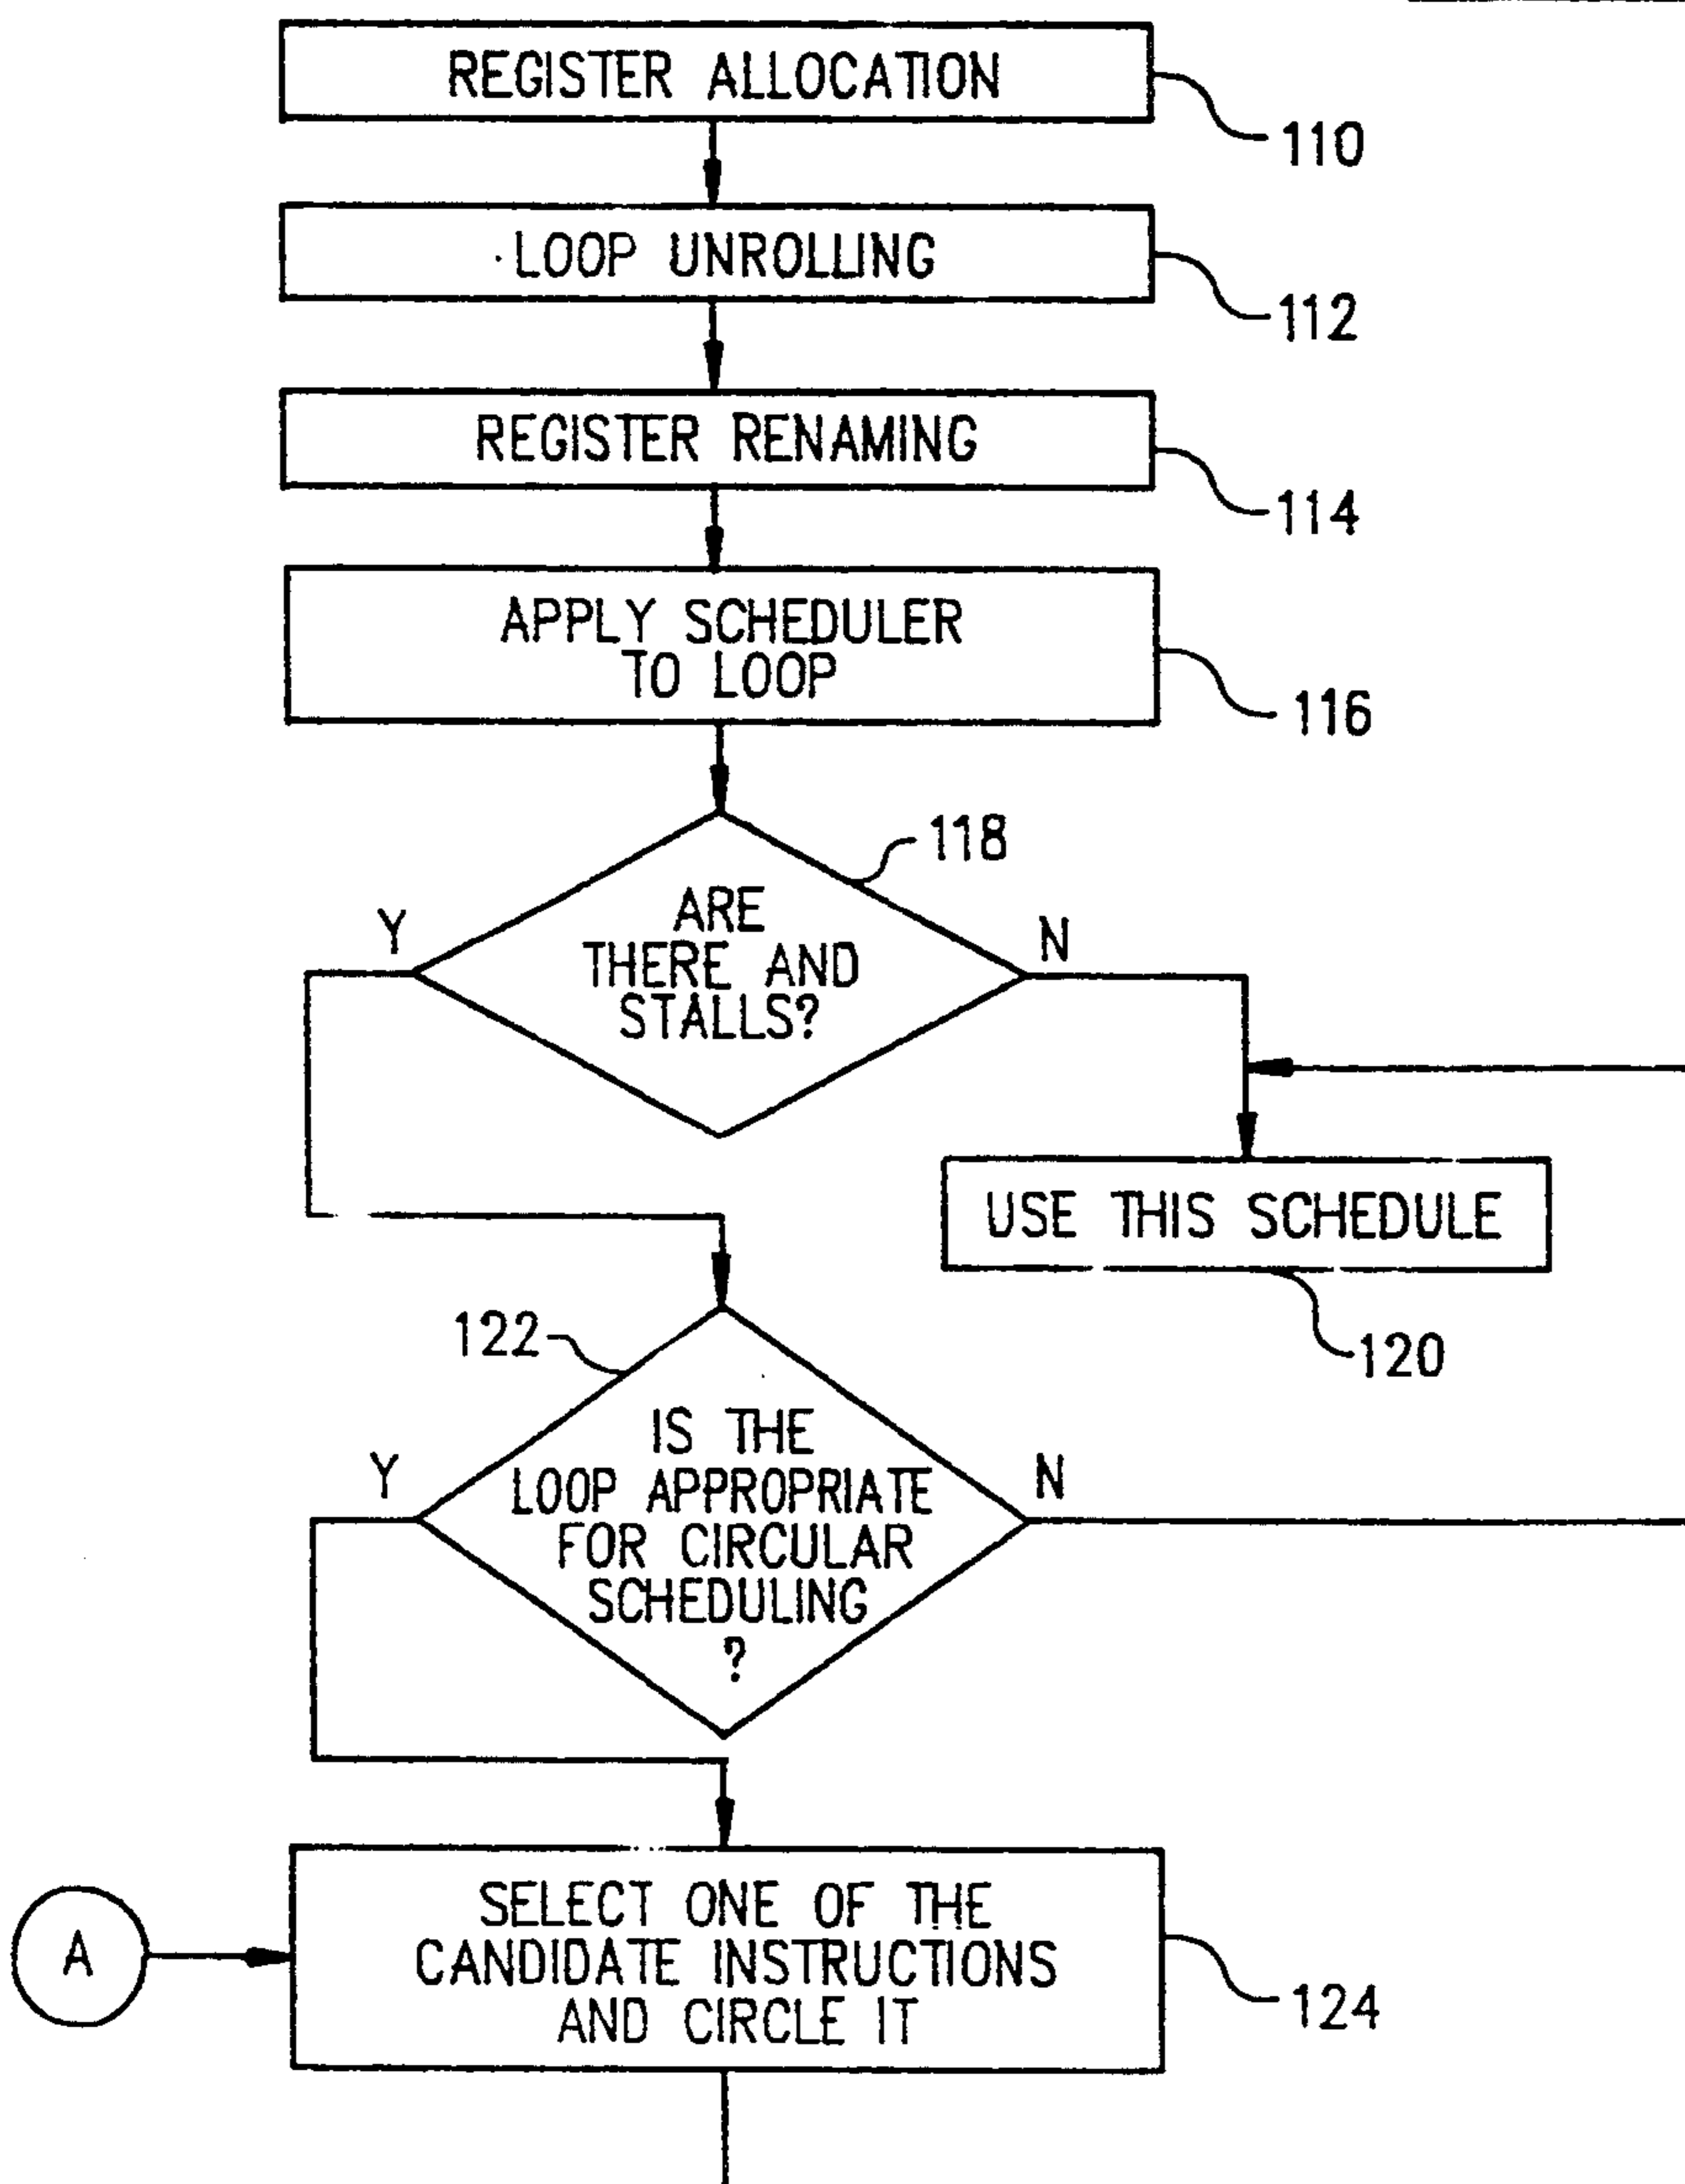 REGISTER ALLOCATION
110
LOOP UNROLLING
112
REGISTER RENAMING
114
APPLY SCHEDULER
TO LOOP
116
118
ARE
THERE AND
STALLS?
Y
N
USE THIS SCHEDULE
120
122
IS THE
LOOP APPROPRIATE
FOR CIRCULAR
SCHEDULING
?
Y
N
A
SELECT ONE OF THE
CANDIDATE INSTRUCTIONS
AND CIRCLE IT
124